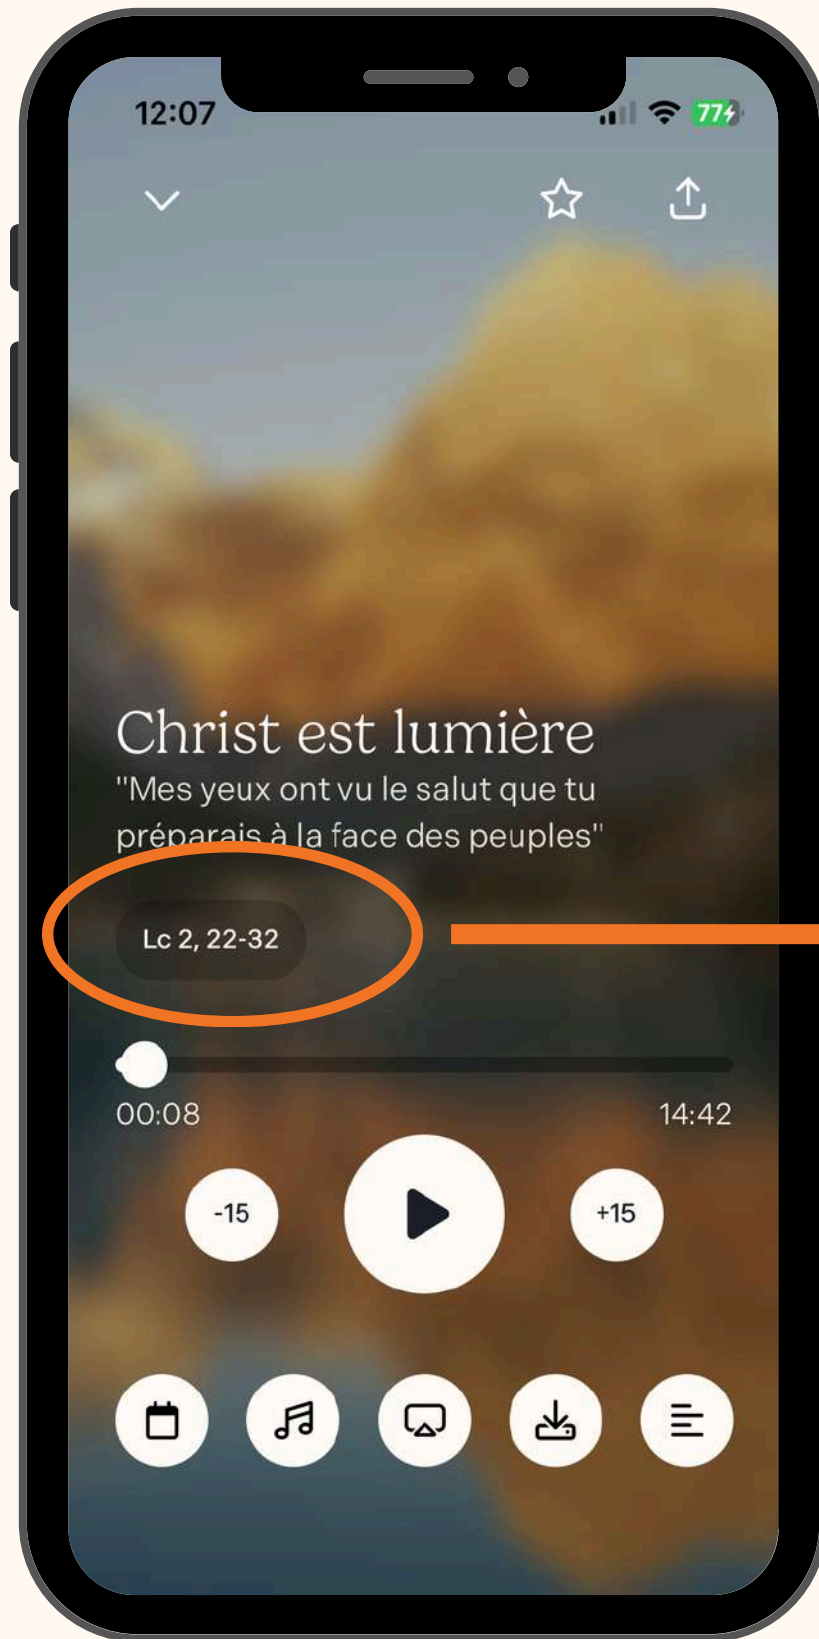 12:07
77
Christ est lumière
"Mes yeux ont vu le salut que tu
préparais à la face des peuples"
Lc 2, 22-32
00:08
14:42
-15
+15